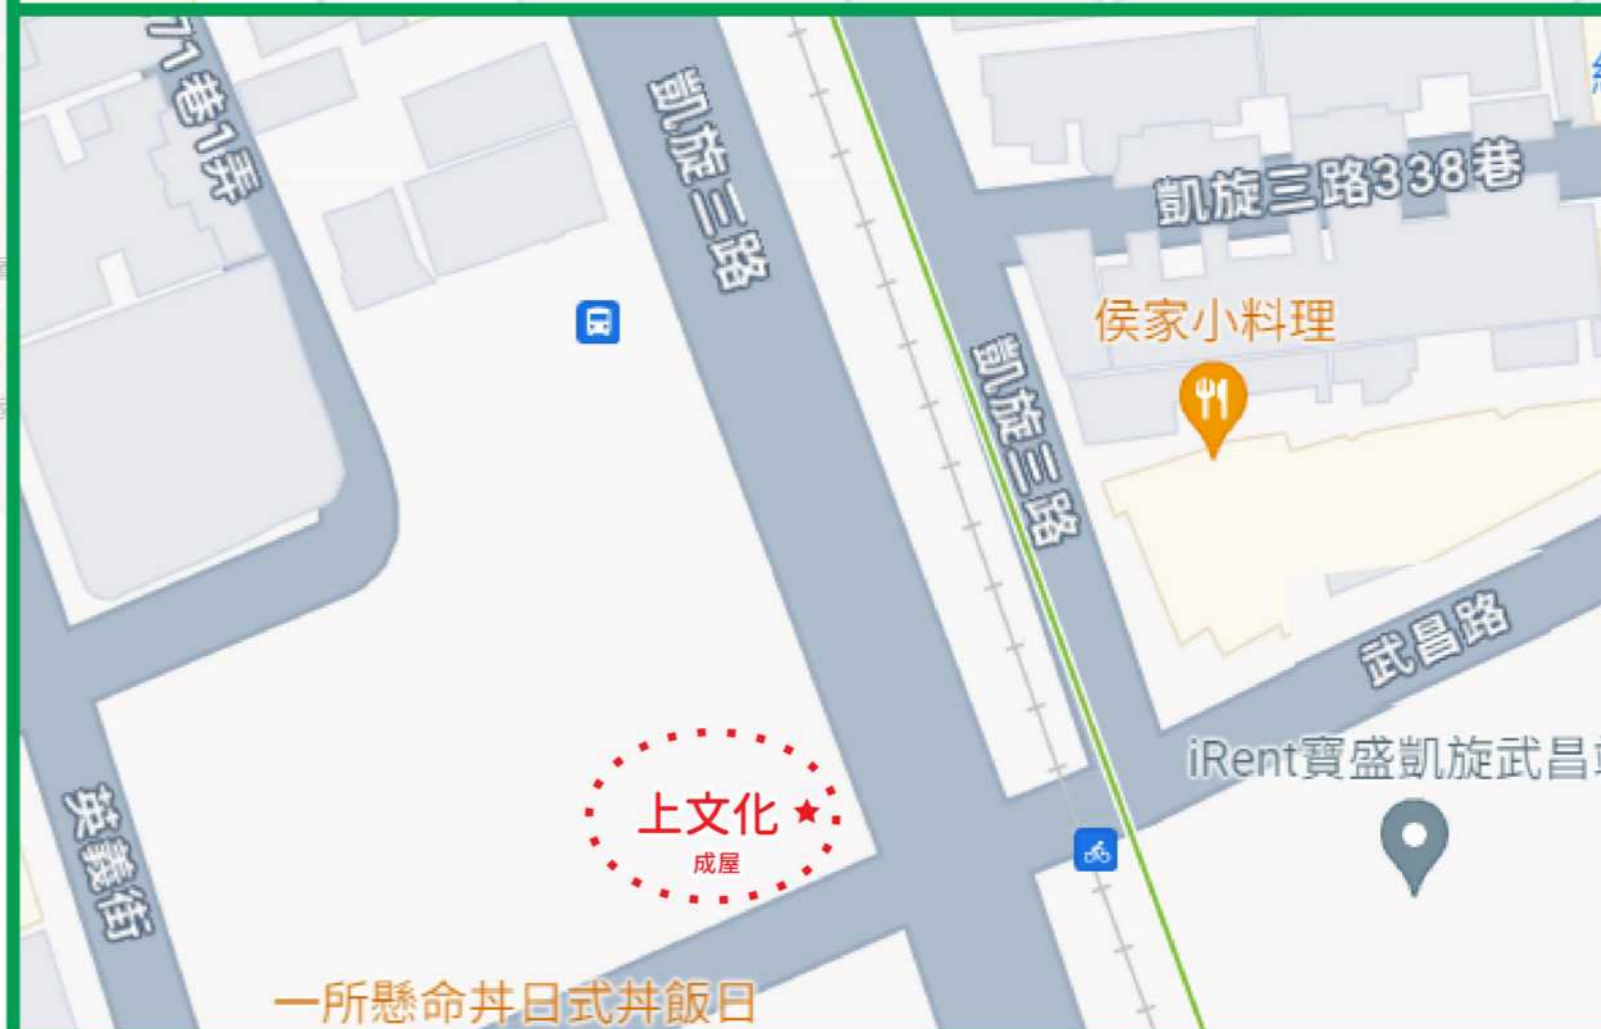 71巷1弄
凱旋三路
凱旋三路338巷
侯家小料理
凱旋三路
武昌路
iRent寶盛凱旋武昌
上文化
成屋
英義街
一所懸命丼日式丼飯日